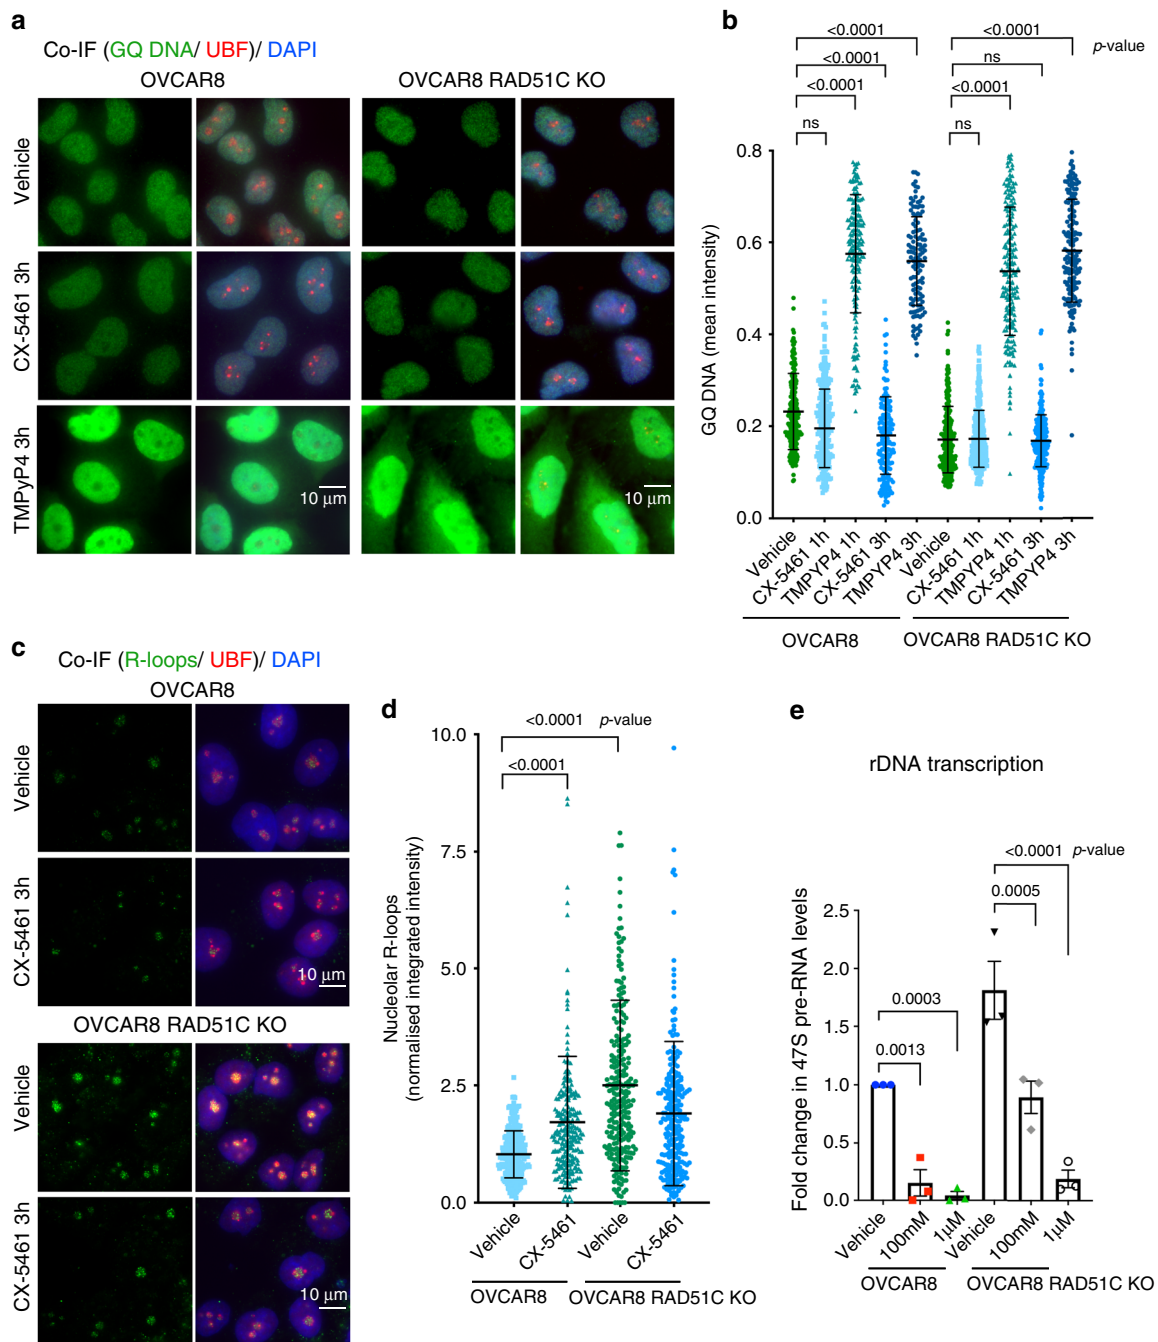 a
Co-IF (GQ DNA/ UBF)/ DAPI
OVCAR8
OVCAR8 RAD51C KO
Vehicle
CX-5461 3h
TMPyP4 3h
10 µm
10 µm
b
<0.0001
<0.0001
<0.0001
ns
<0.0001
ns
<0.0001
ns
p-value
GQ DNA (mean intensity)
0.8
0.6
0.4
0.2
0.0
Vehicle
CX-5461 1h
TMPYP4 1h
CX-5461 3h
TMPYP4 3h
Vehicle
CX-5461 1h
TMPYP4 1h
CX-5461 3h
TMPYP4 3h
OVCAR8
OVCAR8 RAD51C KO
c
Co-IF (R-loops/ UBF)/ DAPI
OVCAR8
Vehicle
CX-5461 3h
10 µm
OVCAR8 RAD51C KO
Vehicle
CX-5461 3h
10 µm
d
<0.0001
p-value
<0.0001
Nucleolar R-loops
(normalised integrated intensity)
10.0
7.5
5.0
2.5
0.0
Vehicle
CX-5461
Vehicle
CX-5461
OVCAR8
OVCAR8 RAD51C KO
e
rDNA transcription
<0.0001
p-value
0.0005
0.0003
0.0013
Fold change in 47S pre-RNA levels
2.5
2.0
1.5
1.0
0.5
0.0
Vehicle
100mM
1µM
Vehicle
100mM
1µM
OVCAR8
OVCAR8 RAD51C KO